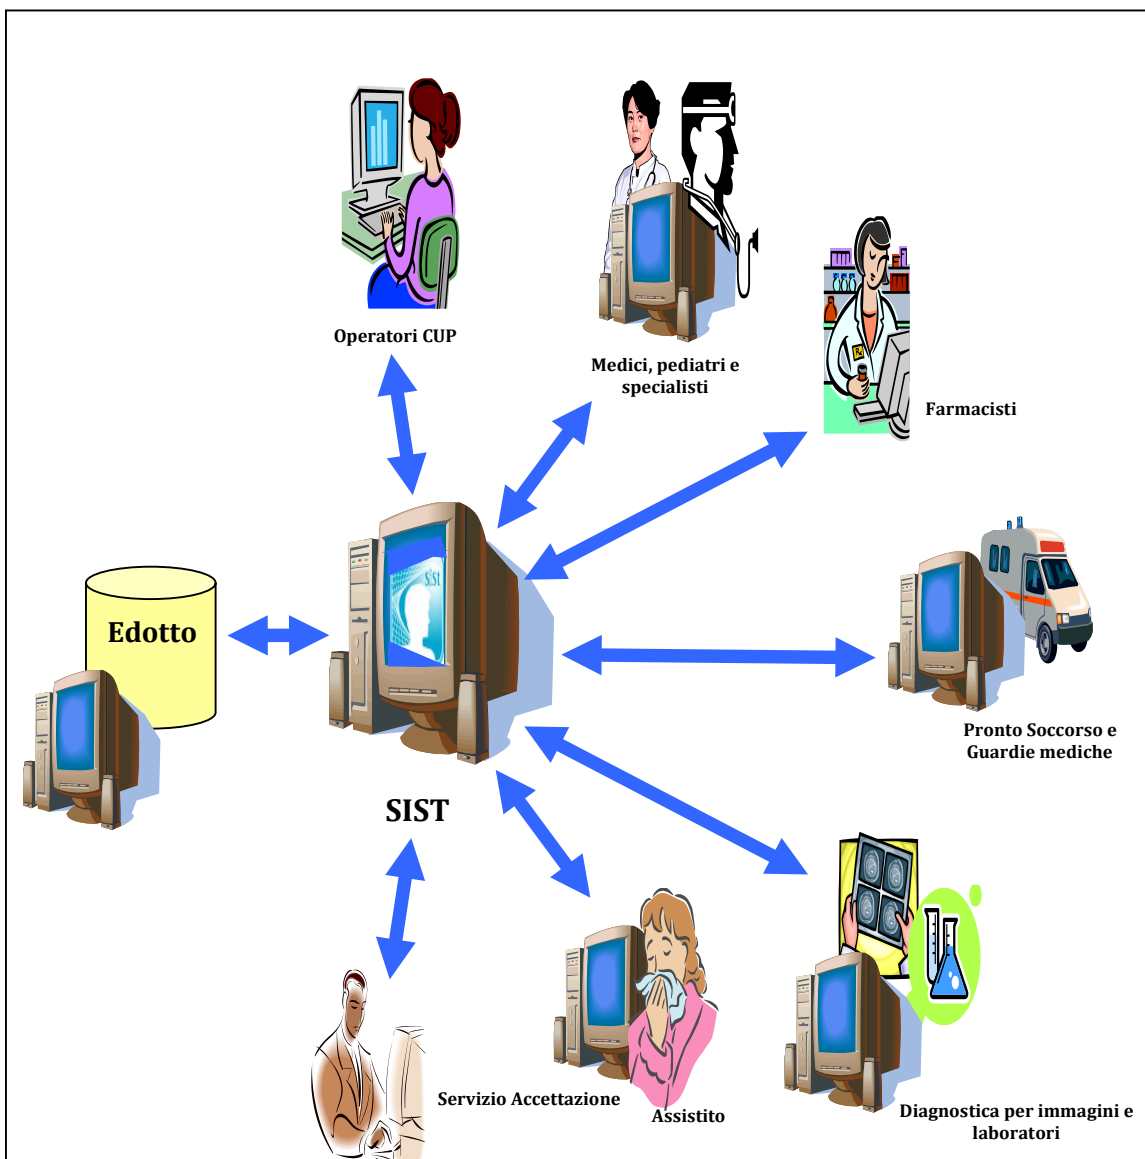 Operatori CUP
Medici, pediatri e
specialisti
Farmacisti
sist
Edotto
Pronto Soccorso e
Guardie mediche
SIST
Servizio Accettazione
Assistito
Diagnostica per immagini e
laboratori